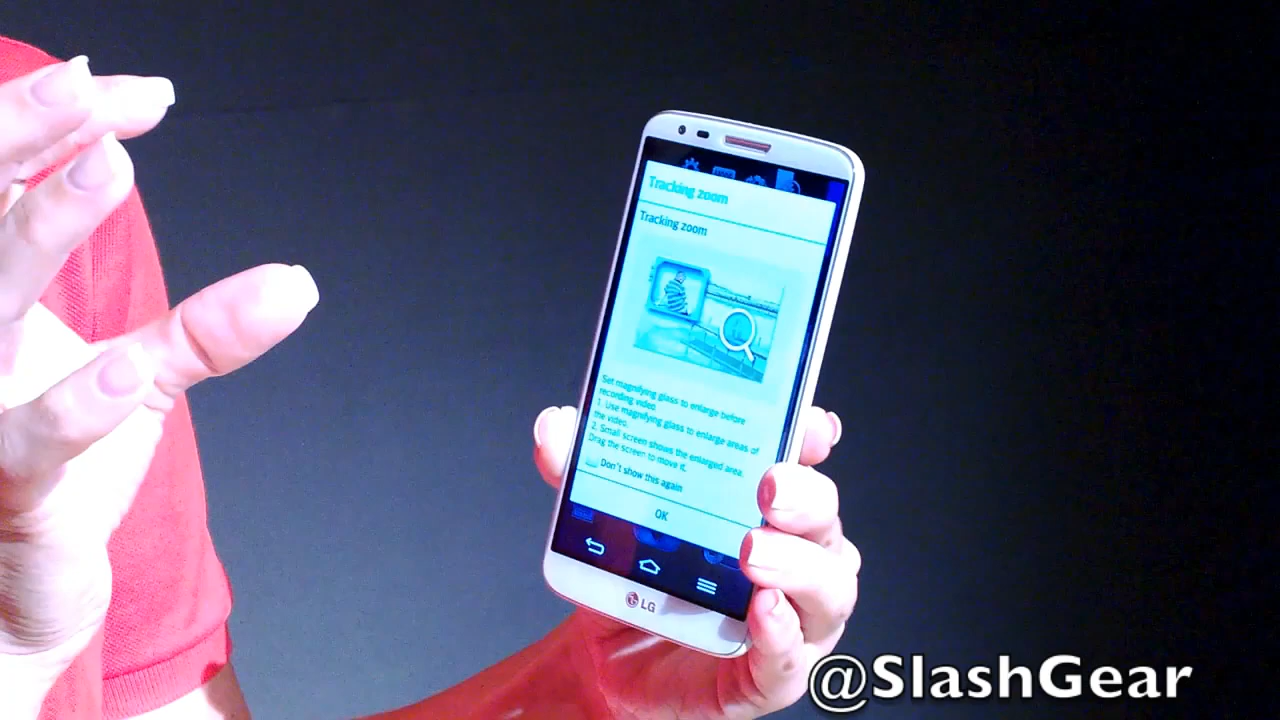 Tracking zoom
Tracking zoom
Set magnifying glass to enlarge before
recording video.
1. Use magnifying glass to enlarge areas of
the video.
2. Small screen shows the enlarged area.
Drag the screen to move it.
Don't show this again
OK
LG
@SlashGear